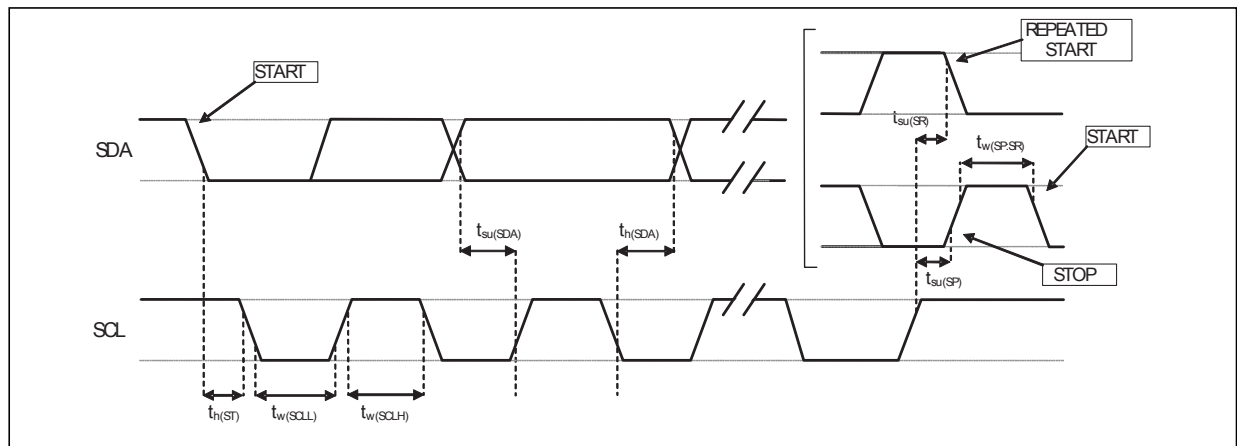 REPEATED
START
START
SDA
tsu(SR)
tw(SP:SR)
START
tsu(SDA)
th(SDA)
tsu(SP)
STOP
SCL
th(ST)
tw(SCLL)
tw(SCLH)